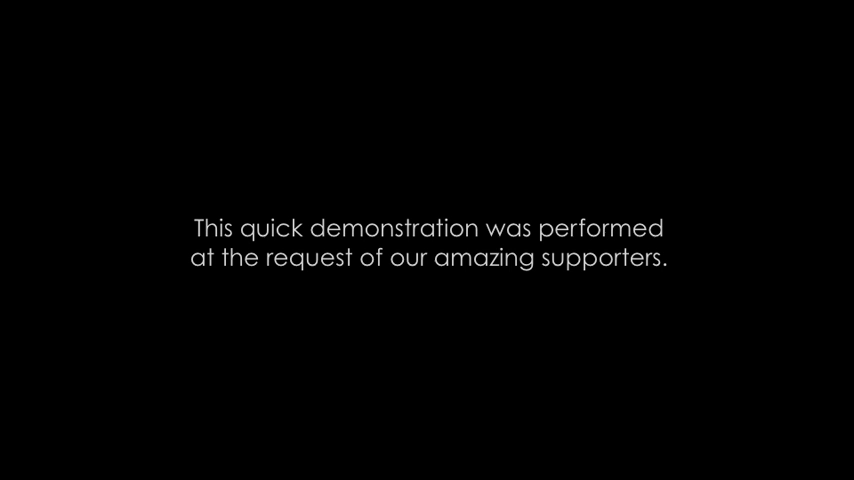 This quick demonstration was performed
at the request of our amazing supporters.